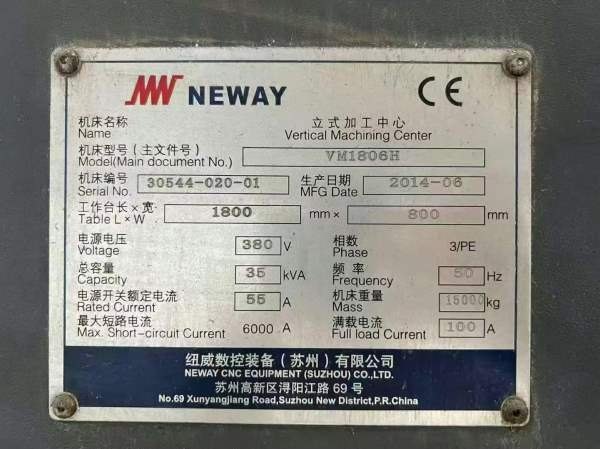 NEWAY CE
机床名称 立式加工中心
Name Vertical Machining Center
机床型号(主文件号)
Model(Main document No.) VM1806H
机床编号 生产日期
Serial No. 30544-020-01 MFG Date 2014-06
工作台长×宽
Table L×W 1800 mm× 800 mm
电源电压 相数
Voltage 380 V Phase 3/PE
总容量 频率
Capacity 35 kVA Frequency 50 Hz
电源开关额定电流 机床重量
Rated Current 55 A Mass 15000 kg
最大短路电流 满载电流
Max. Short-circuit Current 6000 A Full load Current 100 A
纽威数控装备(苏州)有限公司
NEWAY CNC EQUIPMENT (SUZHOU) CO.,LTD.
苏州高新区浔阳江路 69 号
No.69 Xunyangjiang Road,Suzhou New District,P.R.China